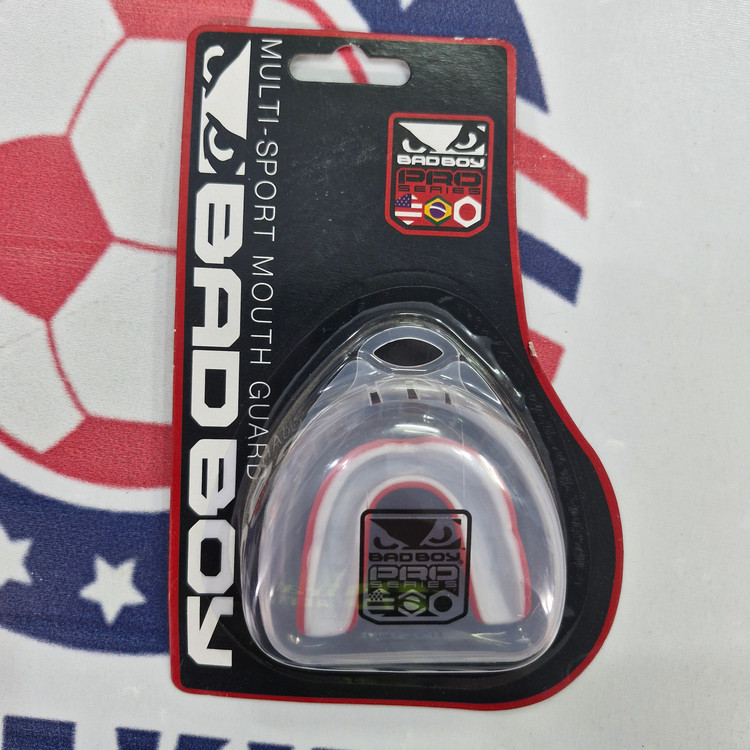 BAD BOY
MULTI-SPORT MOUTH GUARD
BAD BOY
PRO
SERIES
BAD BOY
PRO
SERIES